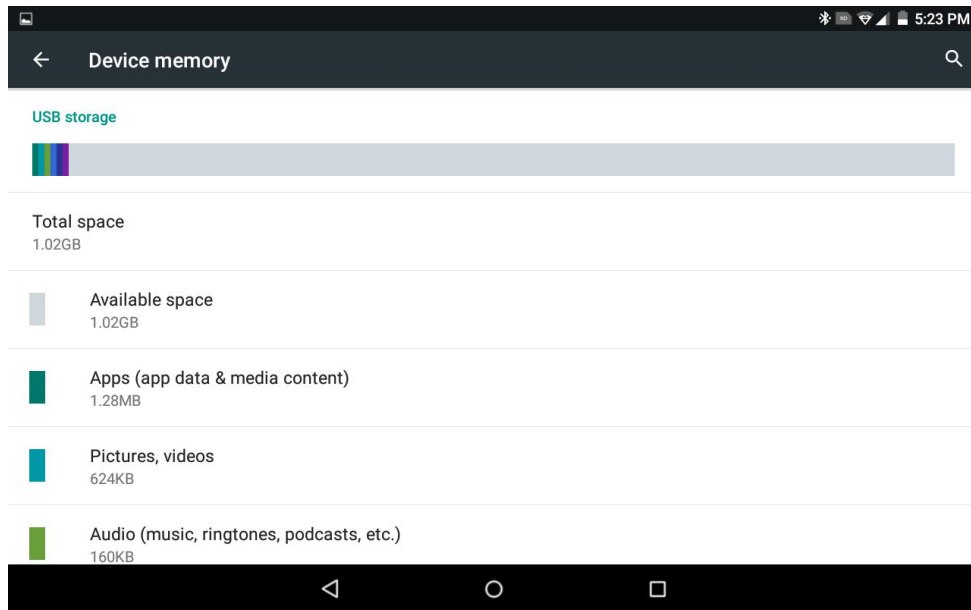 5:23 PM
Device memory
USB storage
Total space
1.02GB
Available space
1.02GB
Apps (app data & media content)
1.28MB
Pictures, videos
624KB
Audio (music, ringtones, podcasts, etc.)
160KB